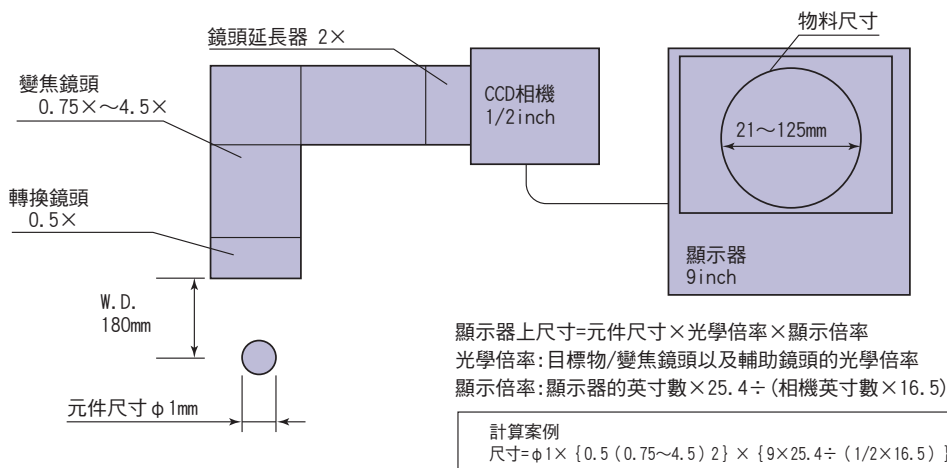 物料尺寸
鏡頭延長器 2×
變焦鏡頭
0.75×～4.5×
CCD相機
1/2inch
21～125mm
轉換鏡頭
0.5×
顯示器
9inch
W.D.
180mm
元件尺寸φ1mm
顯示器上尺寸=元件尺寸×光學倍率×顯示倍率
光學倍率:目標物/變焦鏡頭以及輔助鏡頭的光學倍率
顯示倍率:顯示器的英寸數×25.4÷(相機英寸數×16.5)
計算案例
尺寸=φ1×{0.5(0.75～4.5)2}×{9×25.4÷(1/2×16.5)}